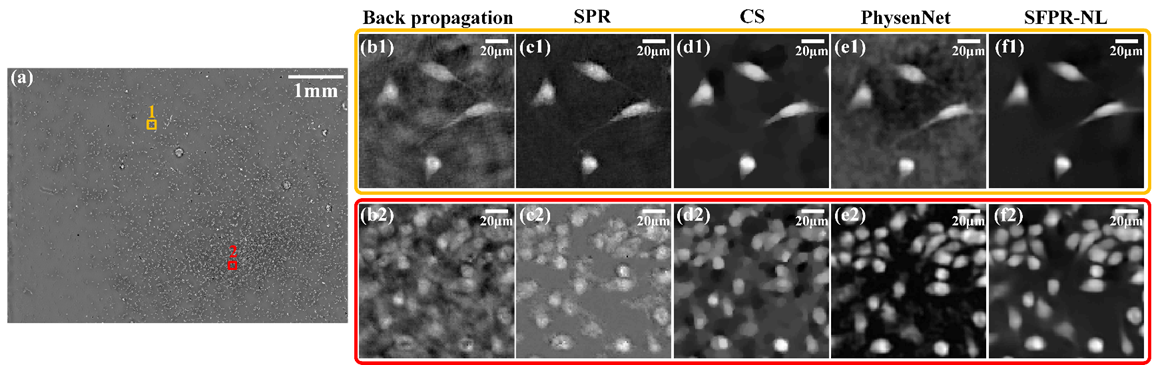 Back propagation SPR CS PhysenNet SFPR-NL
(a)
1mm
1
2
(b1) 20μm (c1) 20μm (d1) 20μm (e1) 20μm (f1) 20μm
(b2) 20μm (c2) 20μm (d2) 20μm (e2) 20μm (f2) 20μm